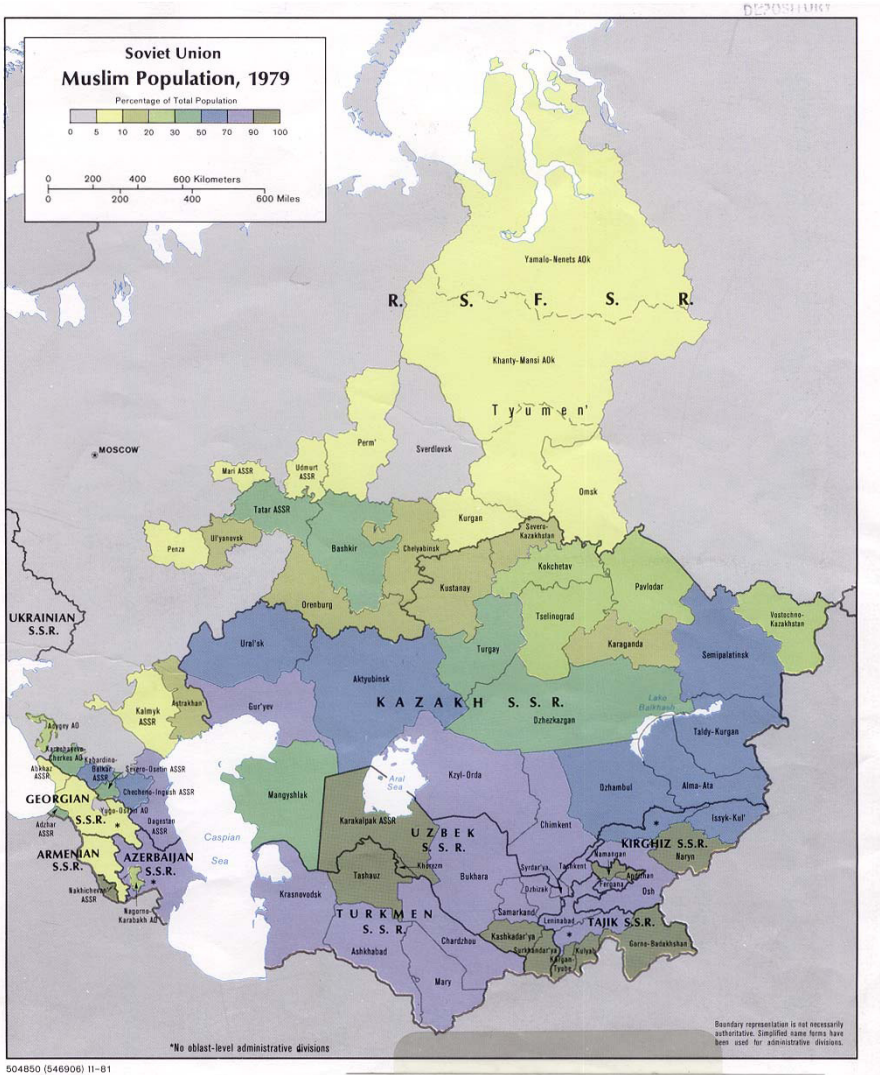 DEPOSITORY
Soviet Union
Muslim Population, 1979
Percentage of Total Population
0 5 10 20 30 50 70 90 100
0 200 400 600 Kilometers
0 200 400 600 Miles
Yamalo-Nenets AOk
R. S. F. S. R.
Khanty-Mansi AOk
Tyumen'
MOSCOW
Perm'
Sverdlovsk
Mari ASSR
Udmurt
ASSR
Omsk
Tatar ASSR
Kurgan
Penza
Ul'yanovsk
Bashkir
Chelyabinsk
Severo-
Kazakhstan
Kokchetav
Kustanay
Pavlodar
Orenburg
Tselinograd
Vostochno-
Kazakhstan
UKRAINIAN
S.S.R.
Ural'sk
Turgay
Karaganda
Semipalatinsk
Aktyubinsk
KAZAKH S. S. R.
Kalmyk
ASSR
Astrakhan'
Gur'yev
Dzhezkazgan
Lake
Balkhash
Adygey AO
Taldy-Kurgan
Karachayevo-
Cherkes AO
Kabardino-
Balkar
ASSR
Severo-Osetin ASSR
Abkhaz
ASSR
Checheno-Ingush ASSR
Mangyshlak
Aral
Sea
Kzyl-Orda
Dzhambul
Alma-Ata
GEORGIAN
S.S.R. *
Yugo-Osetin AO
Dagestan
ASSR
Adzhar
ASSR
Karakalpak ASSR
Chimkent
Issyk-Kul'
Caspian
Sea
UZBEK
S. S. R.
KIRGHIZ S.S.R.
Naryn
ARMENIAN
S.S.R.
AZERBAIJAN
S.S.R.
*
Tashauz
Khorezm
Bukhara
Syrdar'ya
Tashkent
Namangan
Andizhan
Fergana
Osh
Nakhichevan
ASSR
Nagorno-
Karabakh AO
Krasnovodsk
Dzhizak
Samarkand
Leninabad
TURKMEN
S. S. R.
TAJIK S.S.R.
*
Chardzhou
Kashkadar'ya
Surkhandar'ya
Kurgan-
Tyube
Kulyab
Gorno-Badakhshan
Ashkhabad
Mary
Boundary representation is not necessarily
authoritative. Simplified name forms have
been used for administrative divisions.
*No oblast-level administrative divisions
504850 (546906) 11-81